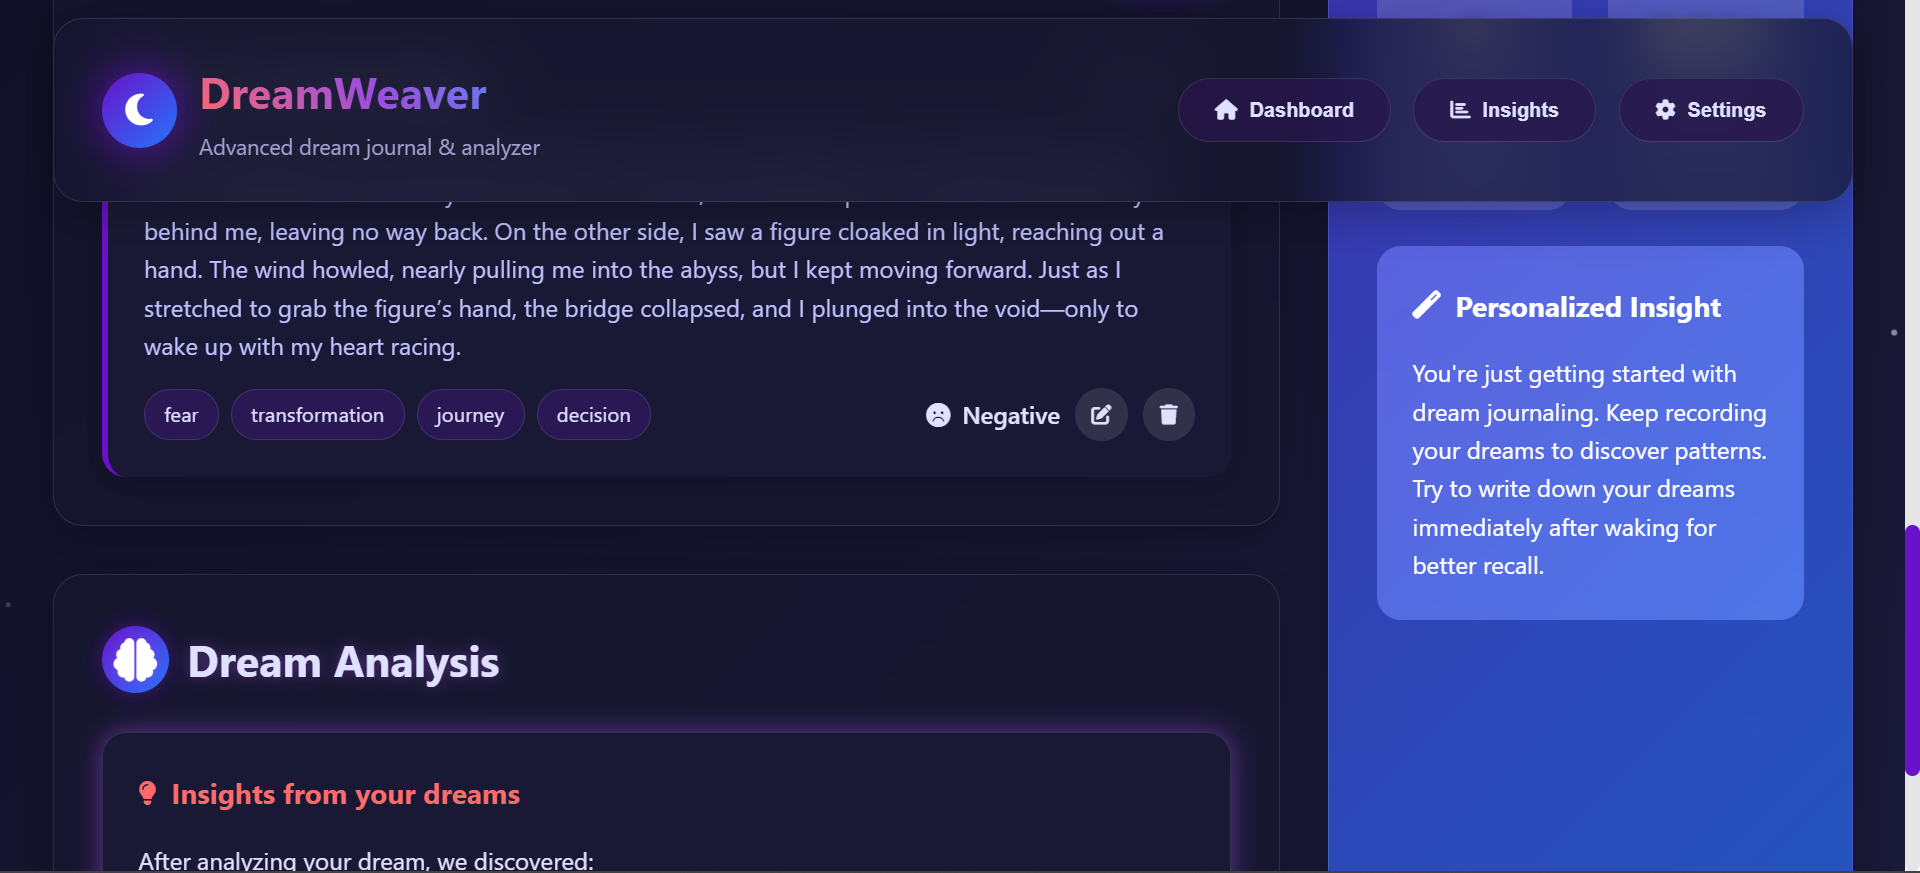 DreamWeaver
Advanced dream journal & analyzer
Dashboard
Insights
Settings
behind me, leaving no way back. On the other side, I saw a figure cloaked in light, reaching out a
hand. The wind howled, nearly pulling me into the abyss, but I kept moving forward. Just as I
stretched to grab the figure’s hand, the bridge collapsed, and I plunged into the void—only to
wake up with my heart racing.
fear
transformation
journey
decision
Negative
Dream Analysis
Insights from your dreams
After analyzing your dream, we discovered:
Personalized Insight
You're just getting started with
dream journaling. Keep recording
your dreams to discover patterns.
Try to write down your dreams
immediately after waking for
better recall.